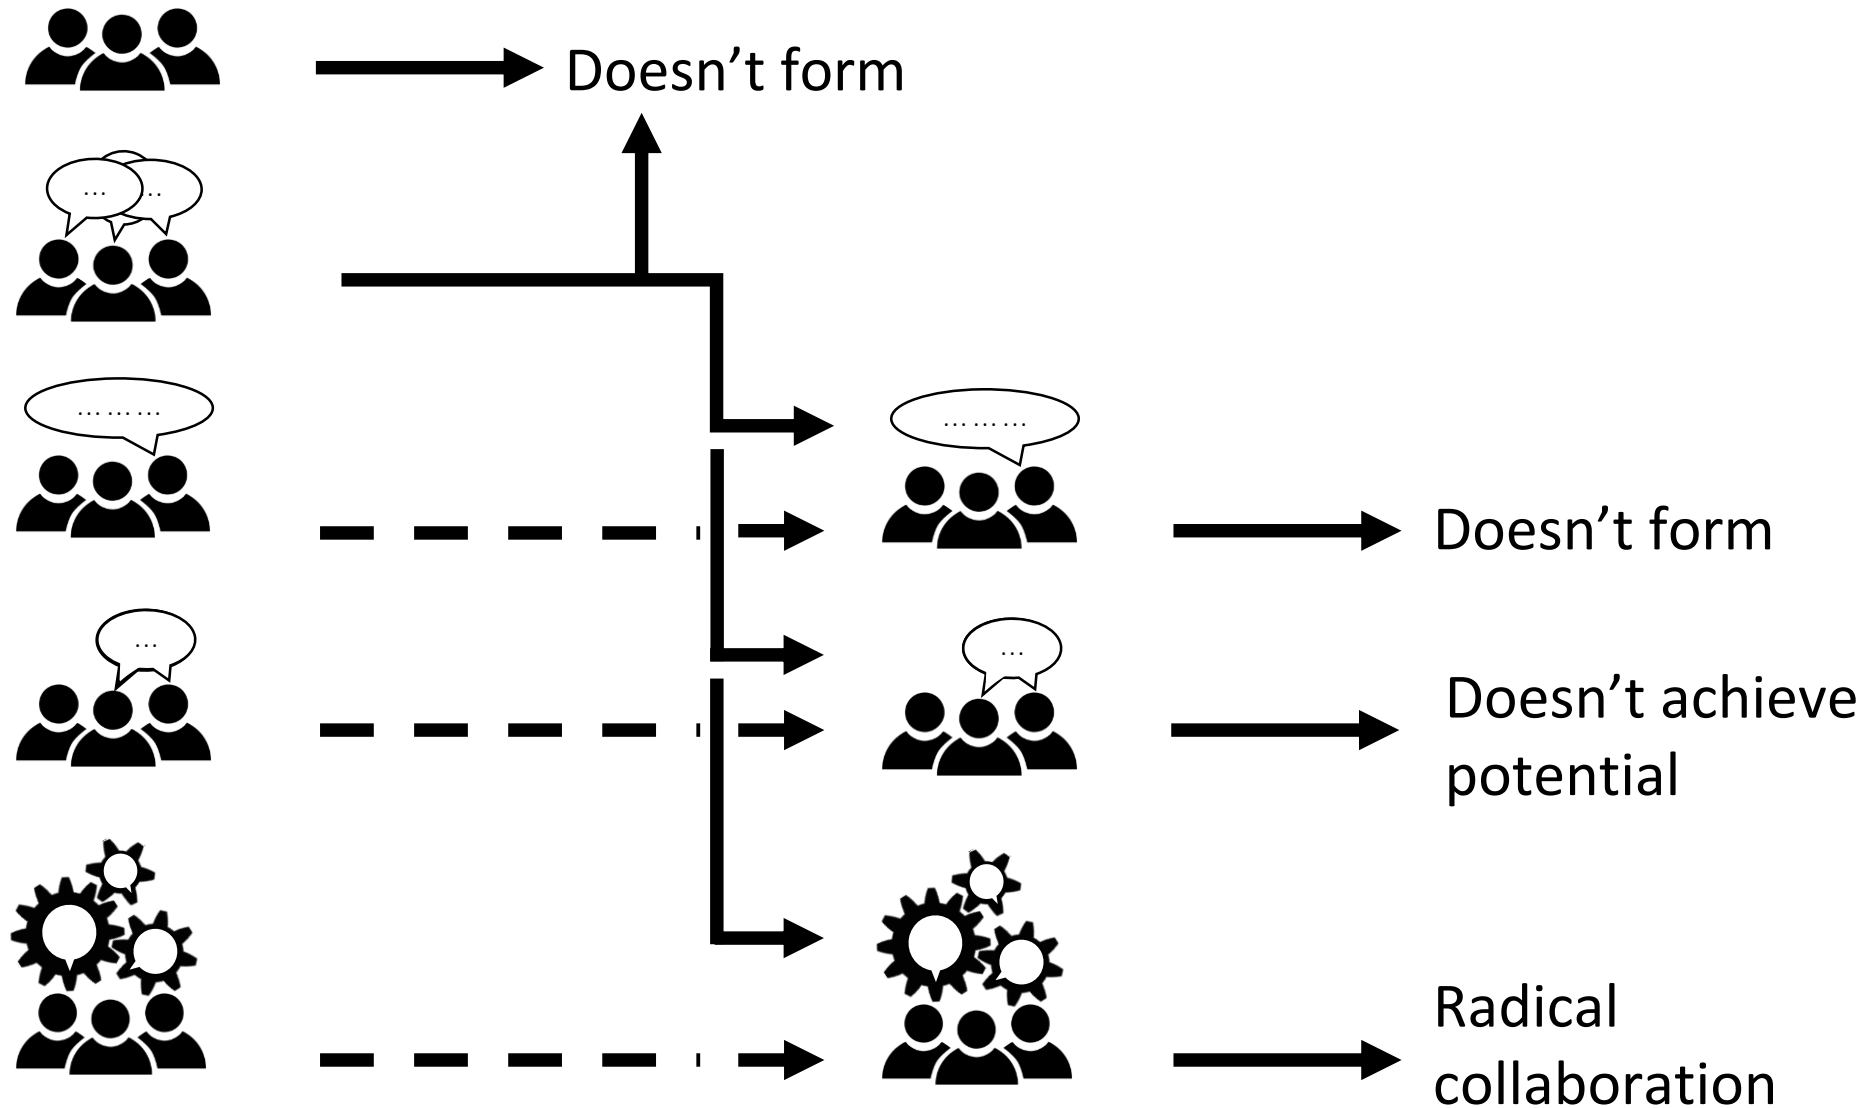 Doesn’t form
... ...
... ... ...
... ... ...
Doesn’t form
...
...
Doesn’t achieve
potential
Radical
collaboration